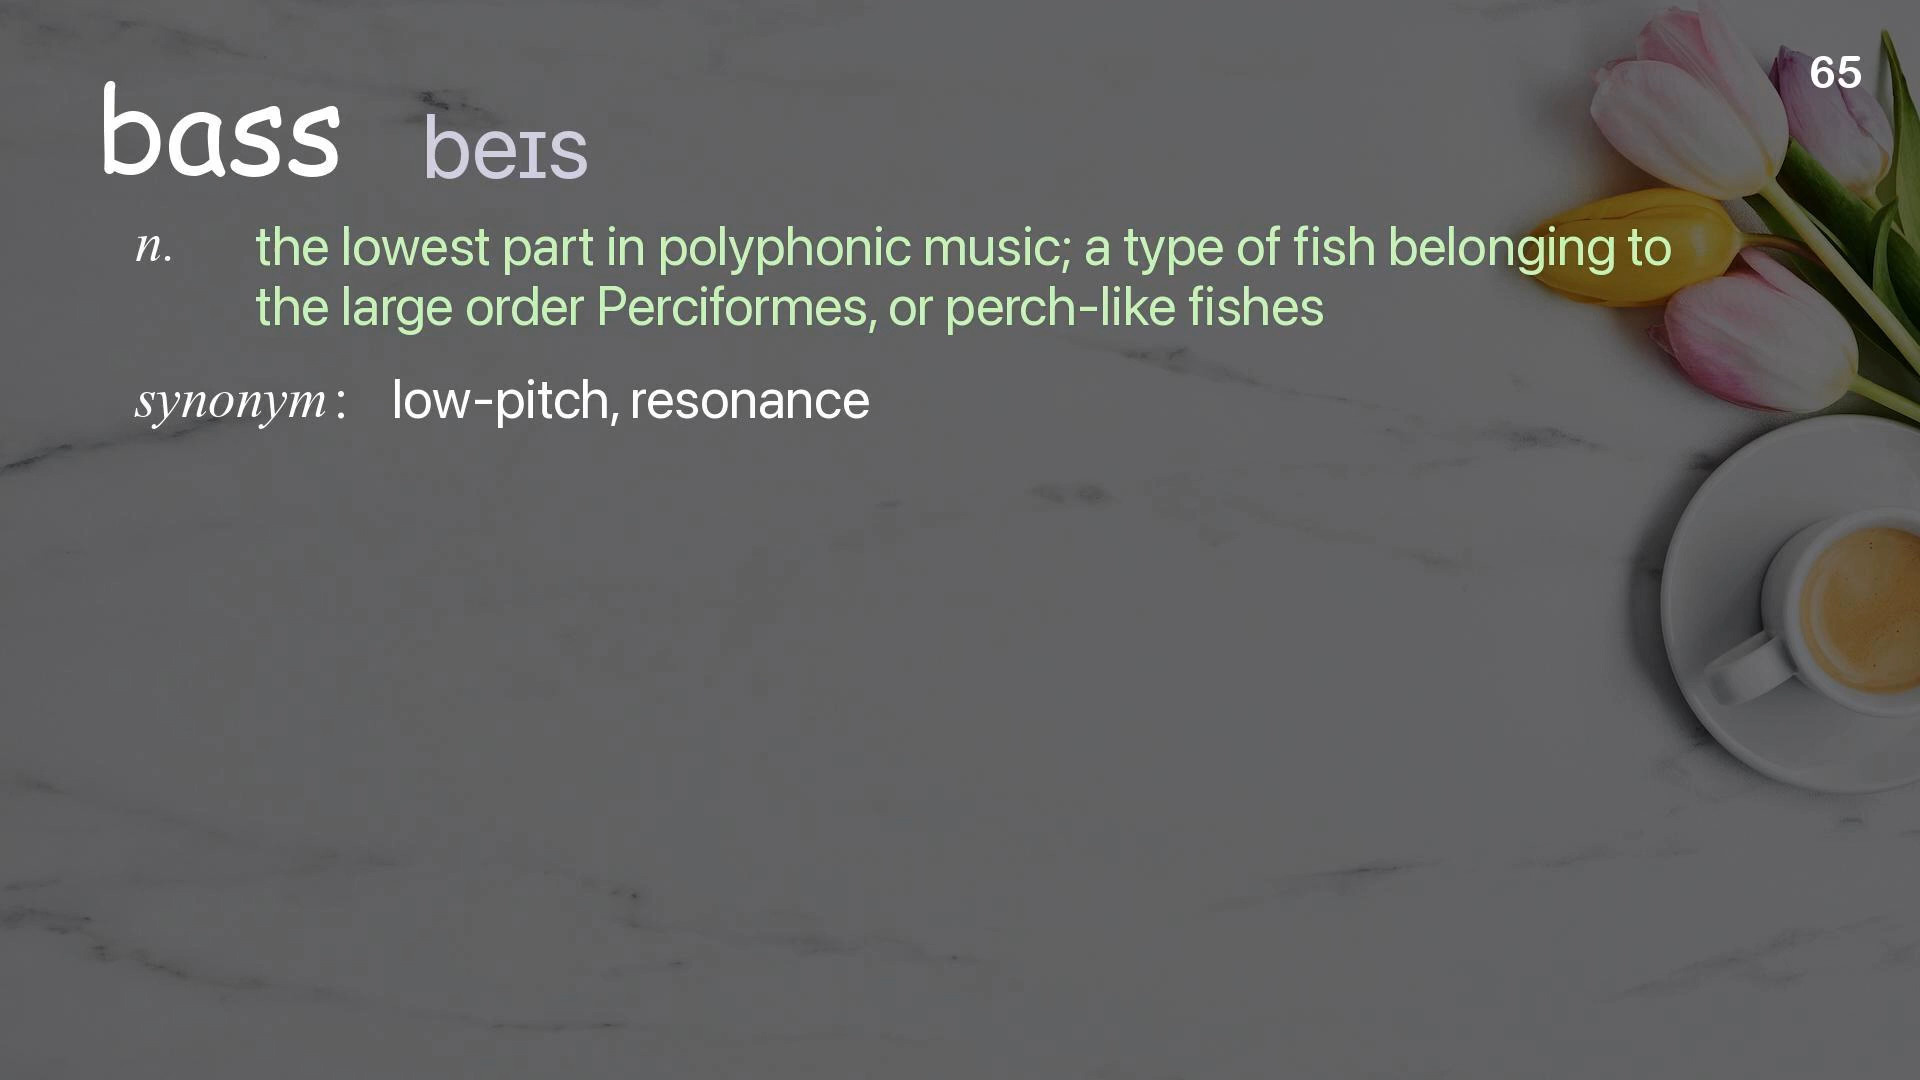 65
bass beɪs
n. the lowest part in polyphonic music; a type of fish belonging to
the large order Perciformes, or perch-like fishes
synonym : low-pitch, resonance